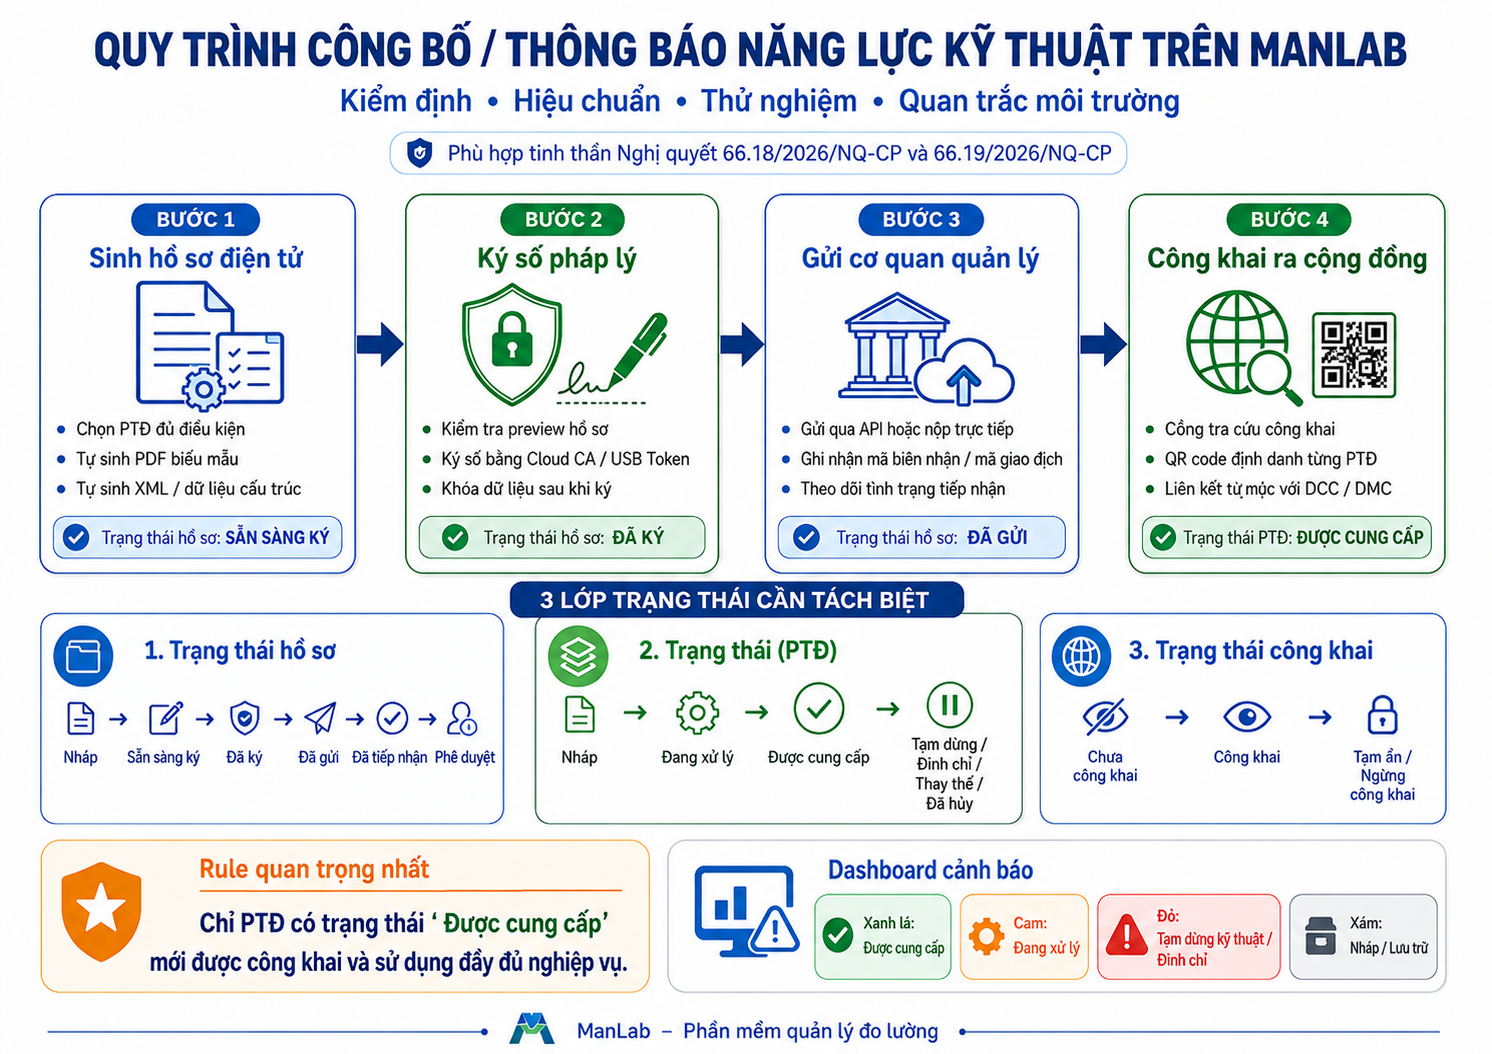 QUY TRÌNH CÔNG BỐ / THÔNG BÁO NĂNG LỰC KỸ THUẬT TRÊN MANLAB
Kiểm định • Hiệu chuẩn • Thử nghiệm • Quan trắc môi trường
Phù hợp tinh thần Nghị quyết 66.18/2026/NQ-CP và 66.19/2026/NQ-CP
BƯỚC 1
Sinh hồ sơ điện tử
• Chọn PTĐ đủ điều kiện
• Tự sinh PDF biểu mẫu
• Tự sinh XML / dữ liệu cấu trúc
Trạng thái hồ sơ: SẴN SÀNG KÝ
BƯỚC 2
Ký số pháp lý
• Kiểm tra preview hồ sơ
• Ký số bằng Cloud CA / USB Token
• Khóa dữ liệu sau khi ký
Trạng thái hồ sơ: ĐÃ KÝ
BƯỚC 3
Gửi cơ quan quản lý
• Gửi qua API hoặc nộp trực tiếp
• Ghi nhận mã biên nhận / mã giao dịch
• Theo dõi tình trạng tiếp nhận
Trạng thái hồ sơ: ĐÃ GỬI
BƯỚC 4
Công khai ra cộng đồng
• Cổng tra cứu công khai
• QR code định danh từng PTĐ
• Liên kết từ mục với DCC / DMC
Trạng thái PTĐ: ĐƯỢC CUNG CẤP
3 LỚP TRẠNG THÁI CẦN TÁCH BIỆT
1. Trạng thái hồ sơ
Nháp
Sẵn sàng ký
Đã ký
Đã gửi
Đã tiếp nhận
Phê duyệt
2. Trạng thái (PTĐ)
Nháp
Đang xử lý
Được cung cấp
Tạm dừng /
Đình chỉ /
Thay thế /
Đã hủy
3. Trạng thái công khai
Chưa
công khai
Công khai
Tạm ẩn /
Ngừng
công khai
Rule quan trọng nhất
Chỉ PTĐ có trạng thái ‘ Được cung cấp’
mới được công khai và sử dụng đầy đủ nghiệp vụ.
Dashboard cảnh báo
Xanh lá:
Được cung cấp
Cam:
Đang xử lý
Đỏ:
Tạm dừng kỹ thuật /
Đình chỉ
Xám:
Nháp / Lưu trữ
ManLab – Phần mềm quản lý đo lường